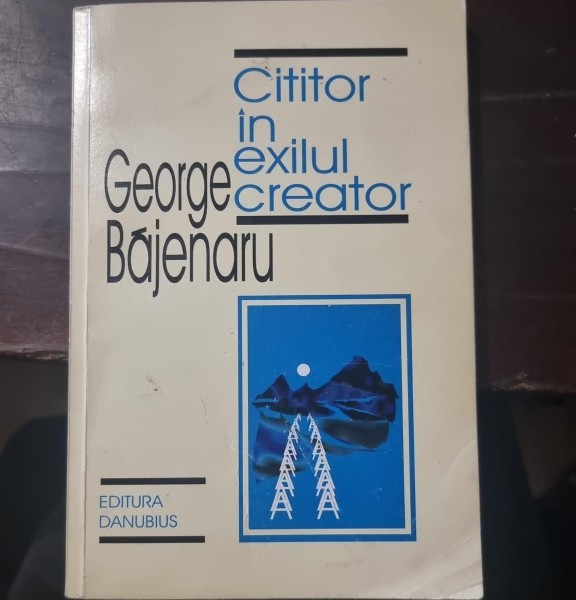 Cititor
în
exilul
creator
George
Băjenaru
EDITURA
DANUBIUS